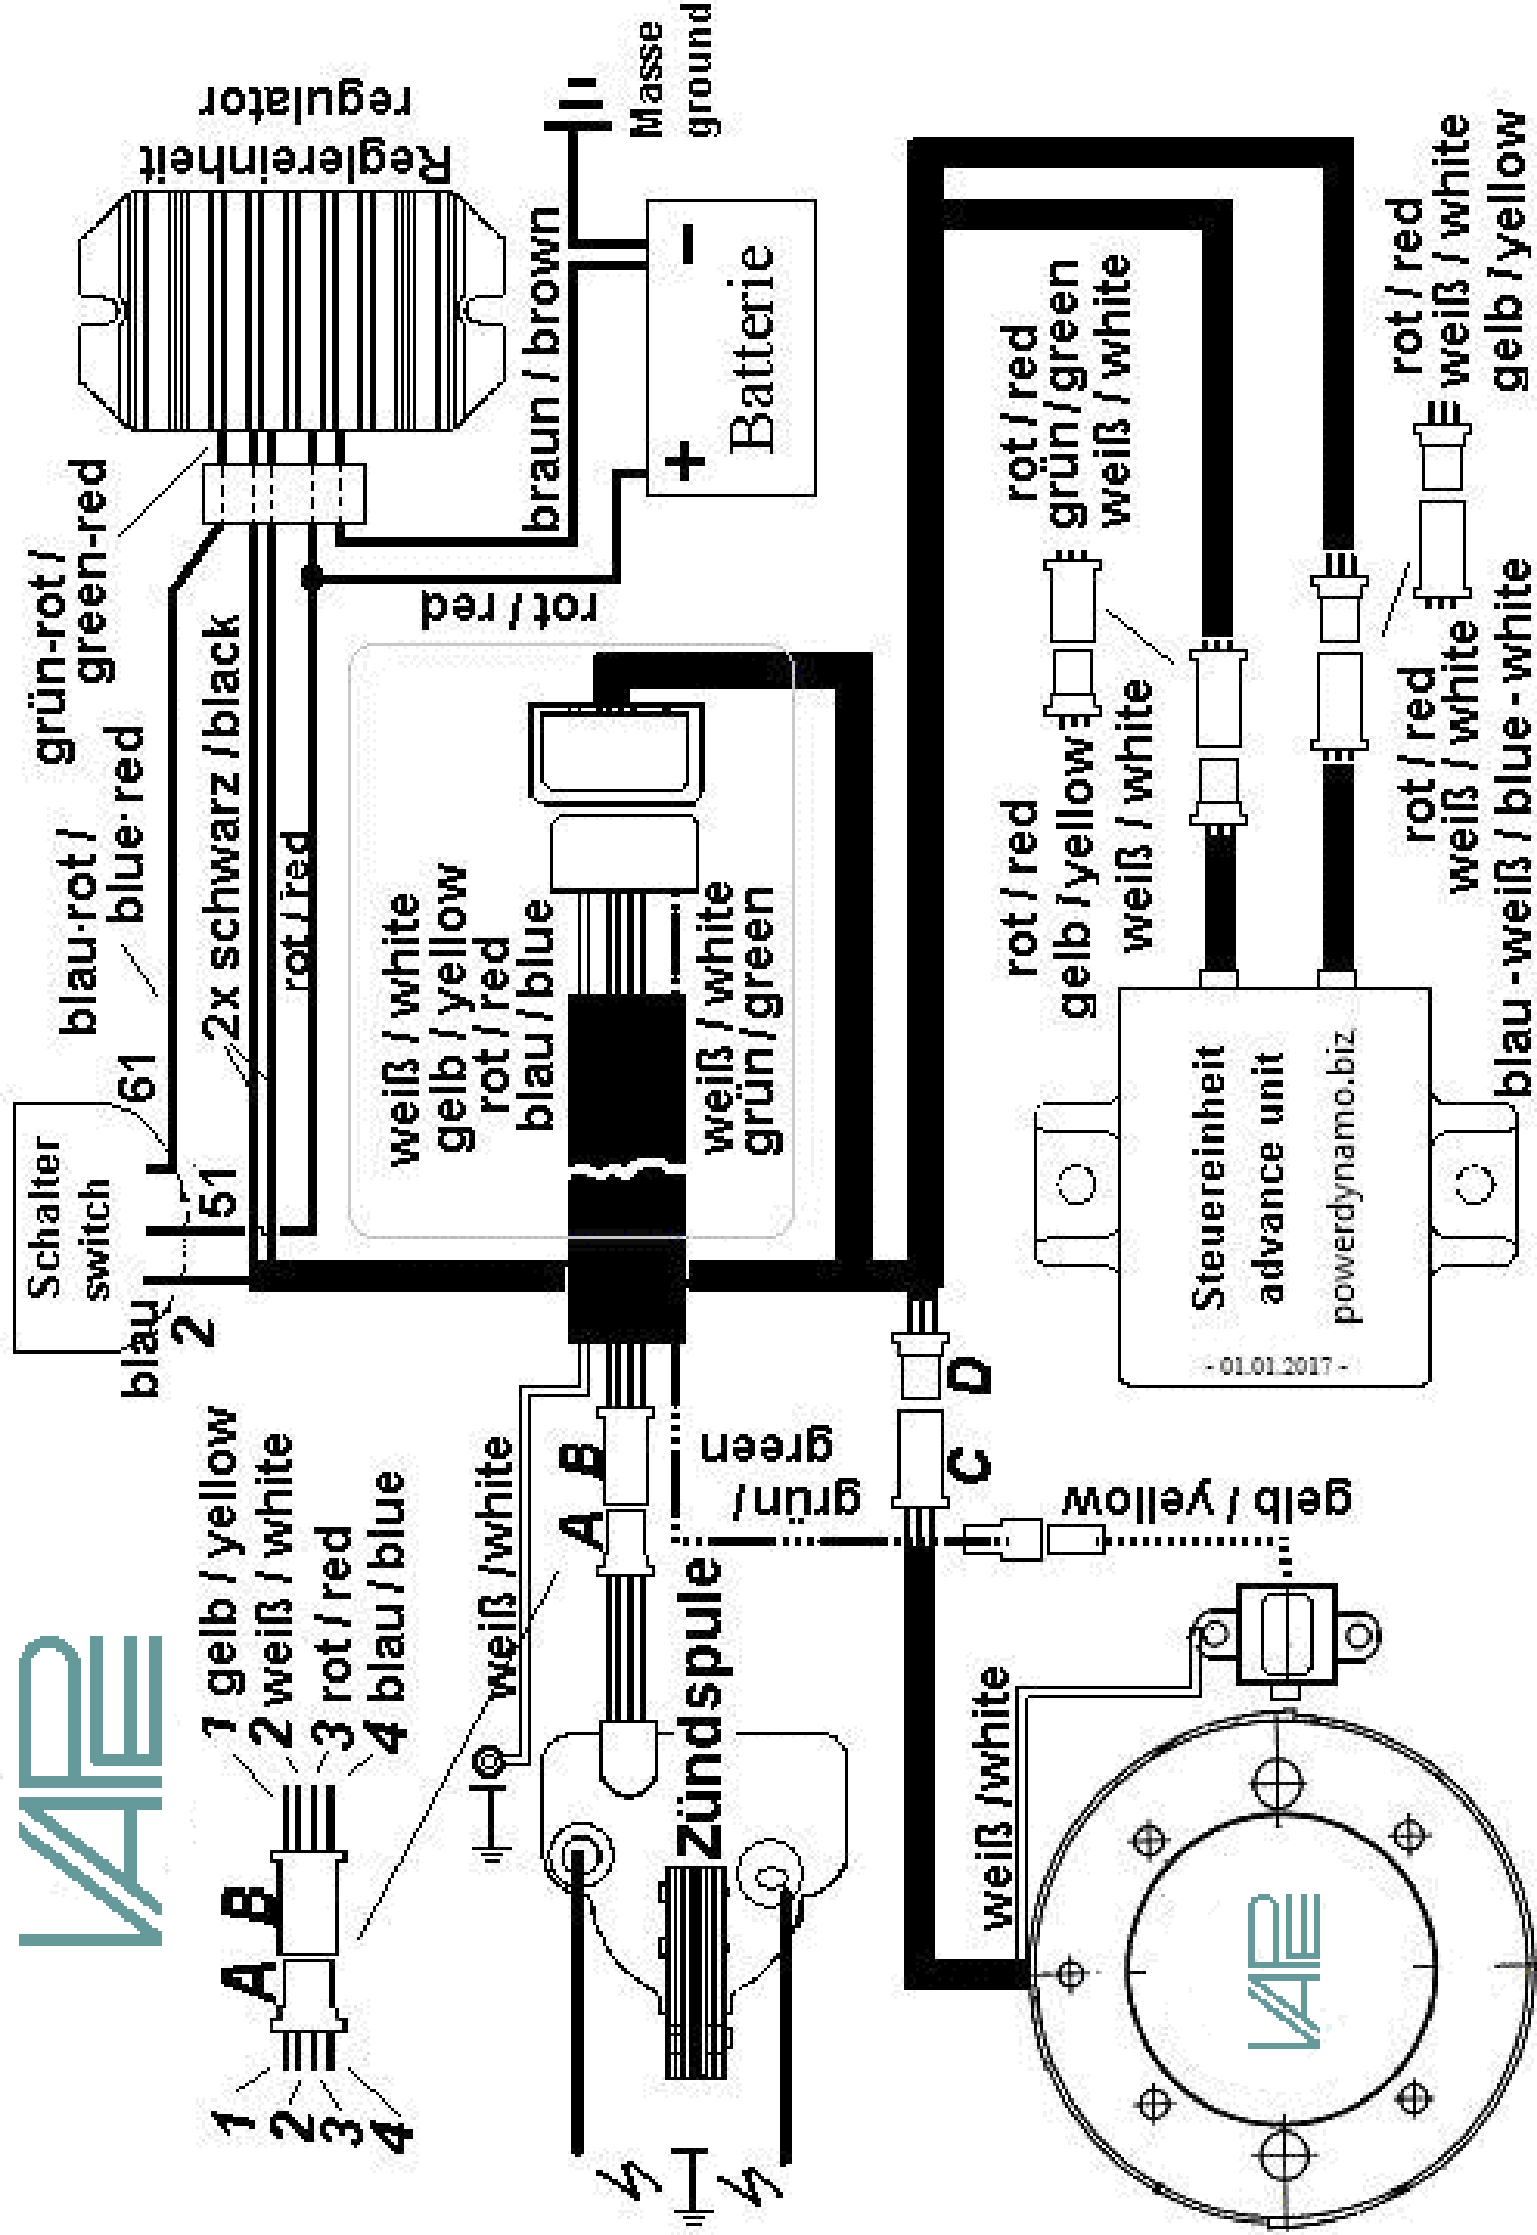 VAPE
1 gelb / yellow
2 weiß / white
3 rot / red
4 blau / blue
A B
1
2
3
4
Schalter
switch
blau
2
51
61
blau-rot /
blue-red
grün-rot /
green-red
2x schwarz / black
rot / red
Reglereinheit
regulator
rot / red
braun / brown
Masse
ground
+
−
Batterie
weiß / white
gelb / yellow
rot / red
blau / blue
weiß / white
grün / green
weiß / white
A B
Zündspule
grün /
green
C D
gelb / yellow
weiß / white
VAPE
rot / red
grün / green
weiß / white
rot / red
gelb / yellow
weiß / white
rot / red
weiß / white
gelb / yellow
rot / red
weiß / white
blau - weiß / blue - white
Steuereinheit
advance unit
powerdynamo.biz
- 01.01.2017 -